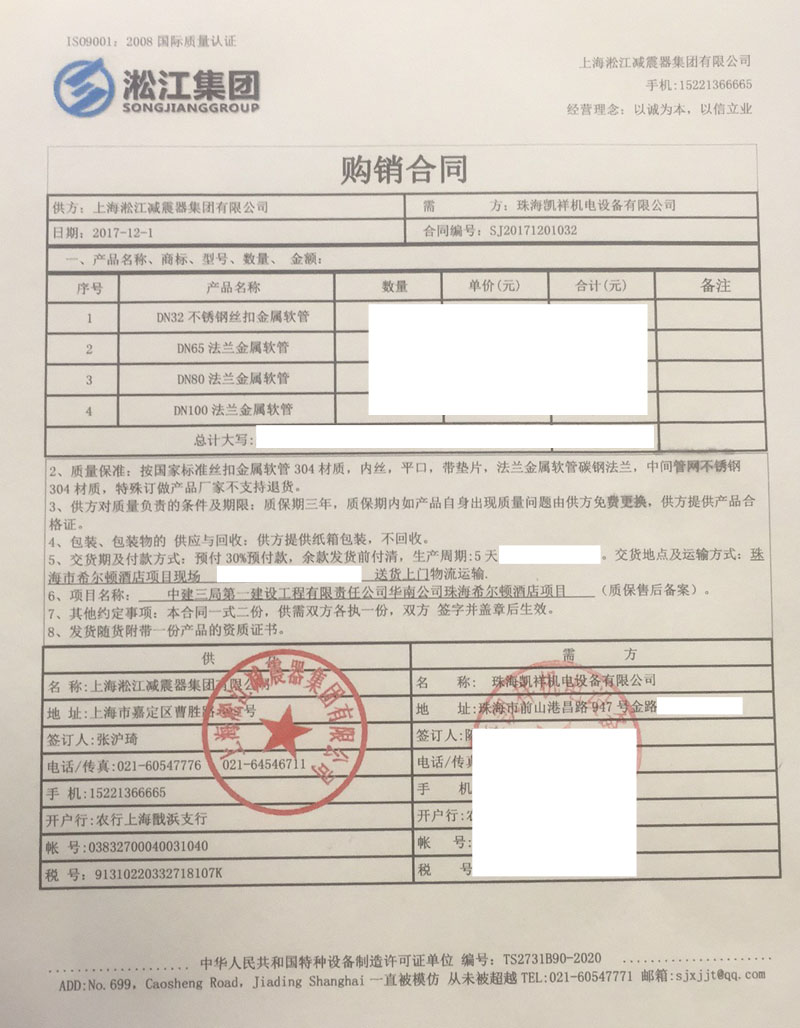 ISO9001：2008 国际质量认证
淞江集团
SONGJIANGGROUP
上海淞江减震器集团有限公司
手机:15221366665
经营理念：以诚为本，以信立业
购销合同
供方：上海淞江减震器集团有限公司 需 方：珠海凯祥机电设备有限公司
日期：2017-12-1 合同编号：SJ20171201032
一、产品名称、商标、型号、数量、 金额：
序号 产品名称 数量 单价(元) 合计(元) 备注
1 DN32 不锈钢丝扣金属软管
2 DN65 法兰金属软管
3 DN80 法兰金属软管
4 DN100 法兰金属软管
总计大写:
2、质量保准：按国家标准丝扣金属软管 304 材质，内丝，平口，带垫片，法兰金属软管碳钢法兰，中间管网不锈钢
304 材质，特殊订做产品厂家不支持退货。
3、供方对质量负责的条件及期限：质保期三年，质保期内如产品自身出现质量问题由供方免费更换，供方提供产品合
格证。
4、包装、包装物的 供应与回收：供方提供纸箱包装，不回收。
5、交货期及付款方式：预付 30%预付款，余款发货前付清，生产周期:5 天 。交货地点及运输方式：珠
海市希尔顿酒店项目现场 送货上门物流运输.
6、项目名称： 中建三局第一建设工程有限责任公司华南公司珠海希尔顿酒店项目 （质保售后备案）。
7、其他约定事项：本合同一式二份，供需双方各执一份，双方 签字并盖章后生效。
8、发货随货附带一份产品的资质证书。
供 需 方
名 称:上海淞江减震器集团有限公司 名 称: 珠海凯祥机电设备有限公司
地 址:上海市嘉定区曹胜路 号 地 址:珠海市前山港昌路 947 号金路
签订人:张沪琦 签订人:
电话/传真:021-60547776 021-64546711 电话/传真
手 机:15221366665 手 机
开户行:农行上海戬浜支行 开户行:
帐 号:03832700040031040 帐 号:
税 号: 91310220332718107K 税 号
上海淞江减震器集团有限公司
中华人民共和国特种设备制造许可证单位 编号：TS2731B90-2020
ADD:No.699, Caosheng Road, Jiading Shanghai 一直被模仿 从未被超越 TEL:021-60547771 邮箱:sjxjjt@qq.com